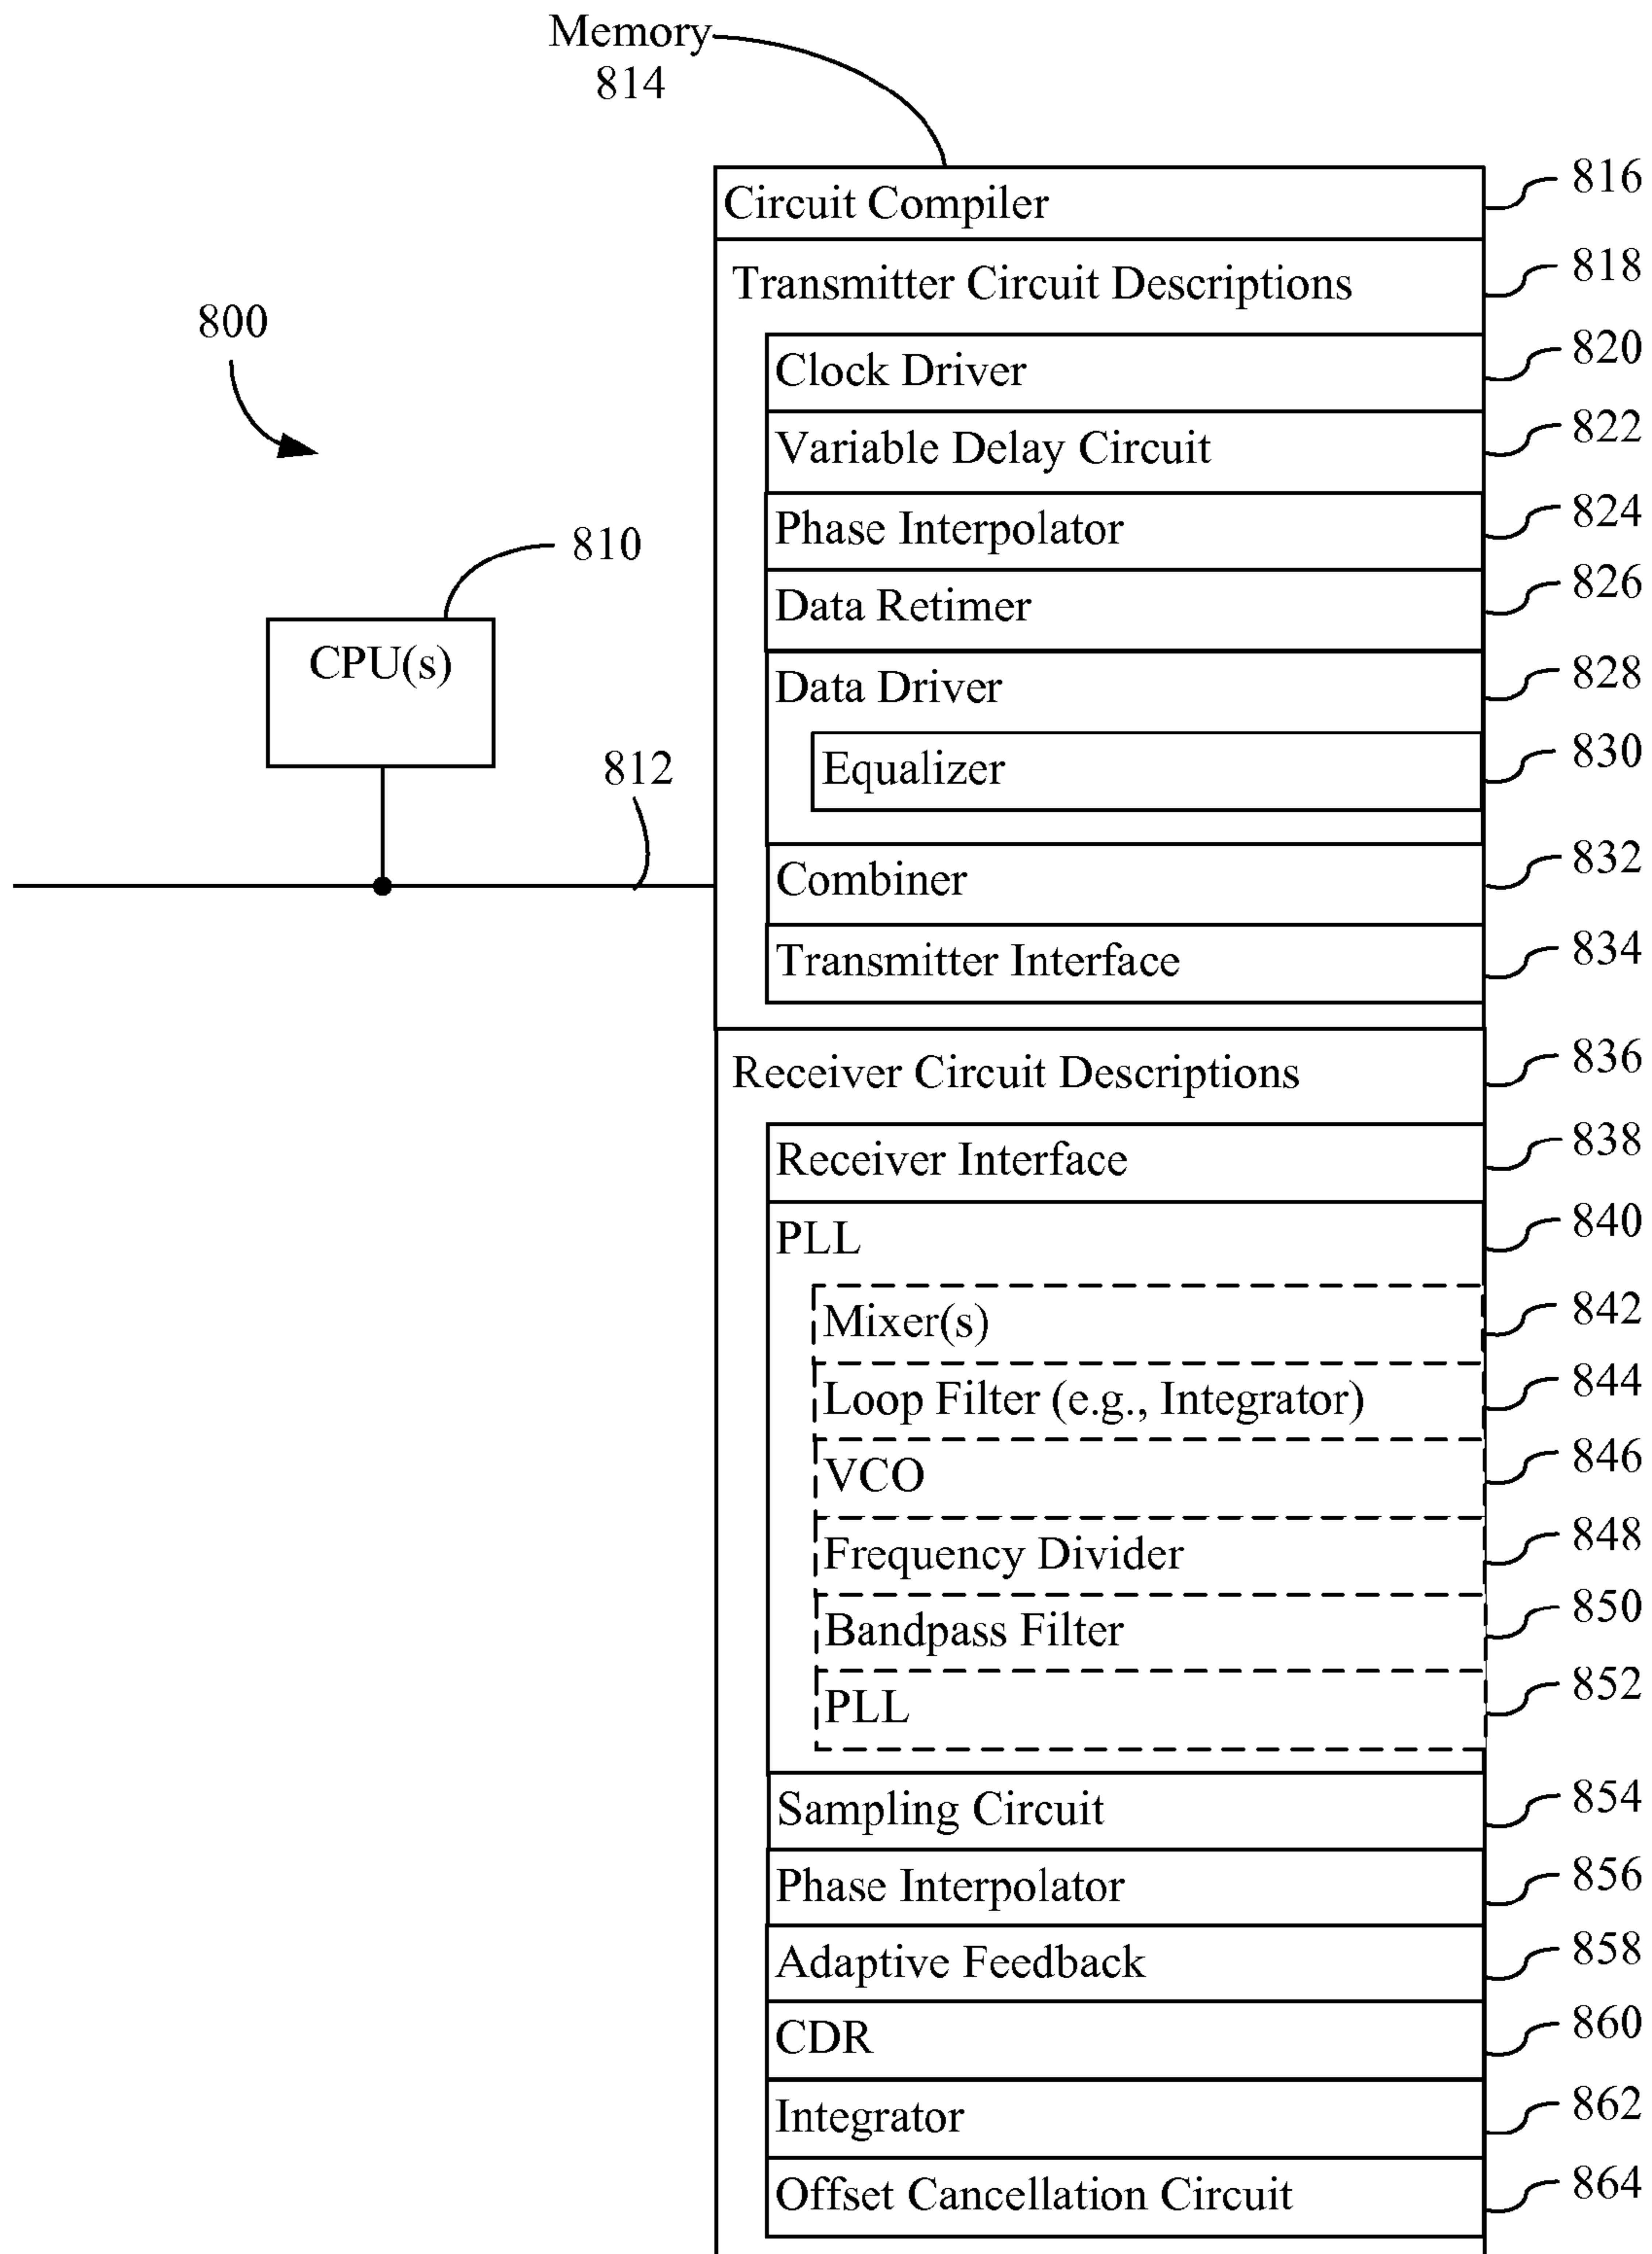 Memory
814
Circuit Compiler 816
Transmitter Circuit Descriptions 818
800
Clock Driver 820
Variable Delay Circuit 822
Phase Interpolator 824
810
Data Retimer 826
CPU(s)
Data Driver 828
812
Equalizer 830
Combiner 832
Transmitter Interface 834
Receiver Circuit Descriptions 836
Receiver Interface 838
PLL 840
Mixer(s) 842
Loop Filter (e.g., Integrator) 844
VCO 846
Frequency Divider 848
Bandpass Filter 850
PLL 852
Sampling Circuit 854
Phase Interpolator 856
Adaptive Feedback 858
CDR 860
Integrator 862
Offset Cancellation Circuit 864